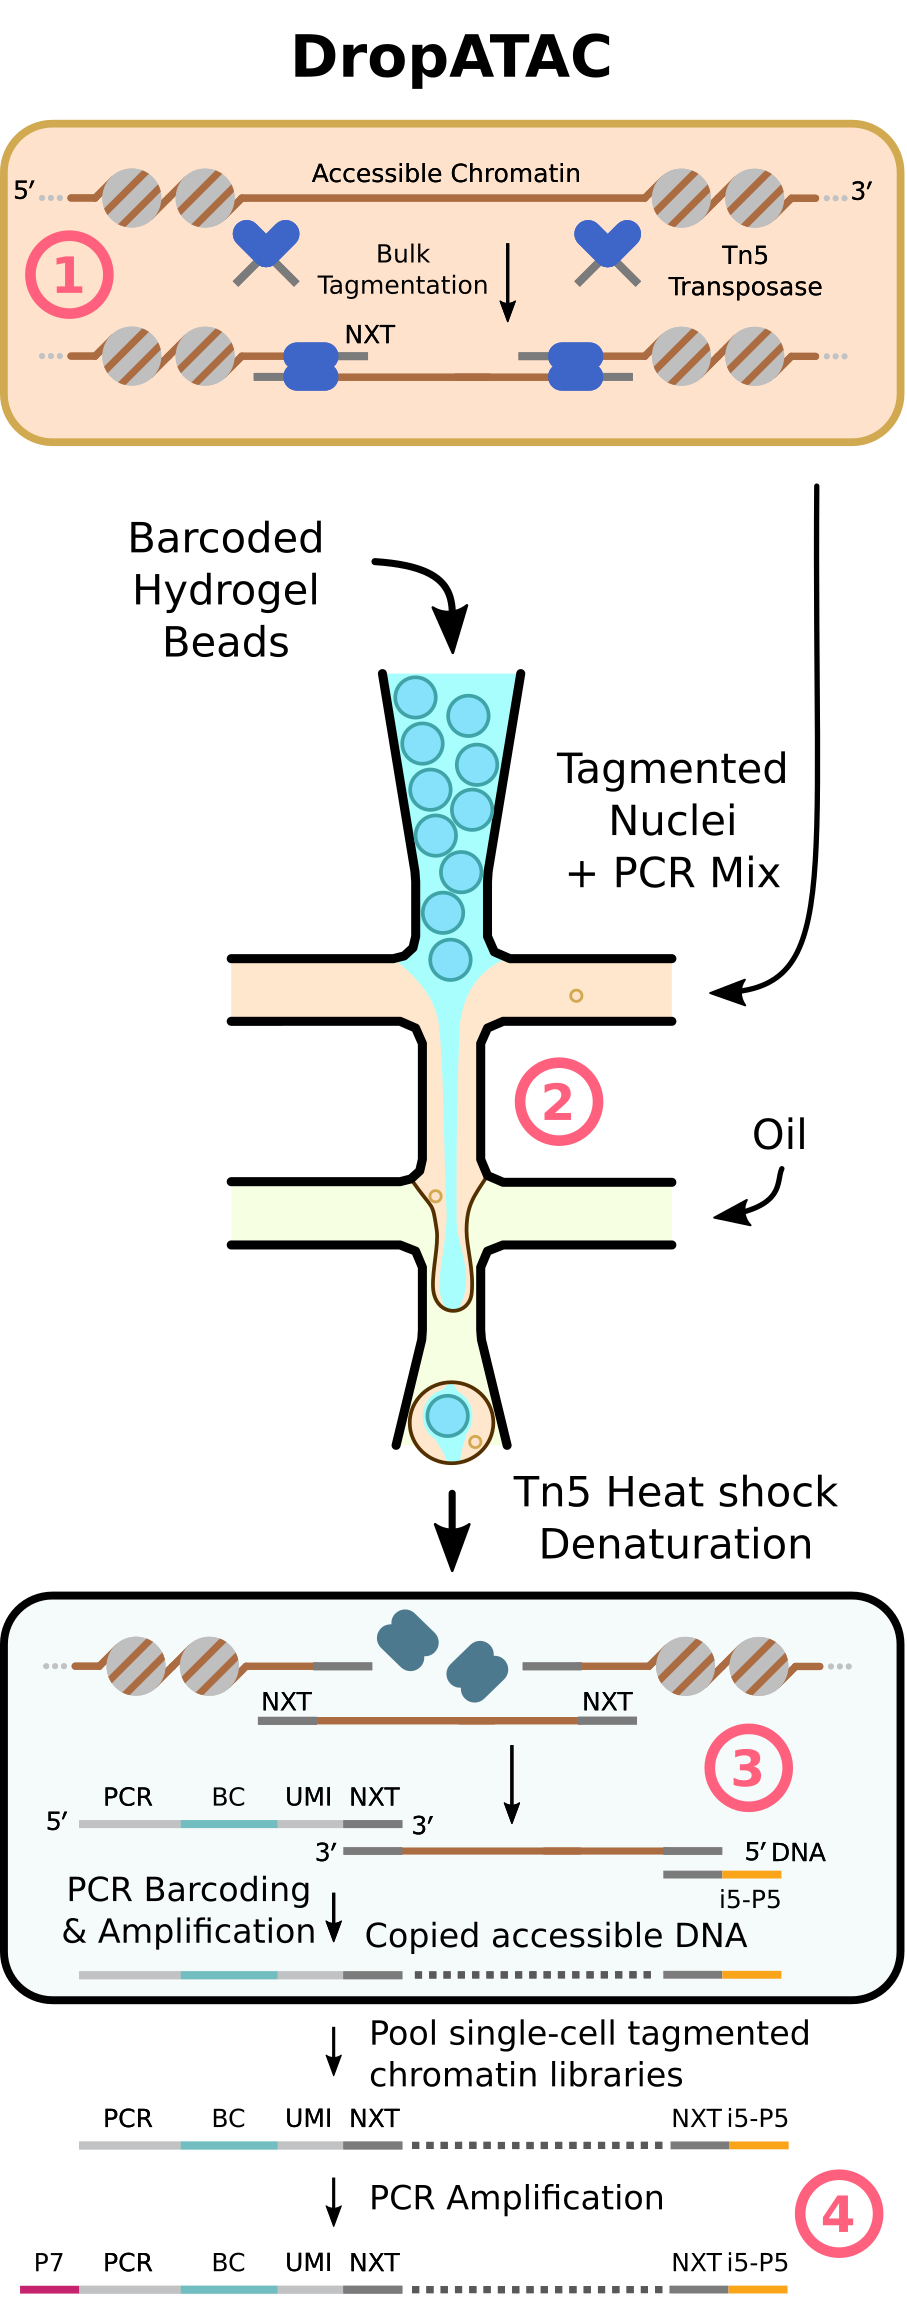 DropATAC
Accessible Chromatin
5′
3′
1
Bulk
Tagmentation
Tn5
Transposase
NXT
Barcoded
Hydrogel
Beads
Tagmented
Nuclei
+ PCR Mix
2
Oil
Tn5 Heat shock
Denaturation
NXT
NXT
3
PCR BC UMI NXT
5′
3′
3′
5′ DNA
i5-P5
PCR Barcoding
& Amplification
Copied accessible DNA
Pool single-cell tagmented
chromatin libraries
PCR BC UMI NXT NXT i5-P5
PCR Amplification
4
P7 PCR BC UMI NXT NXT i5-P5